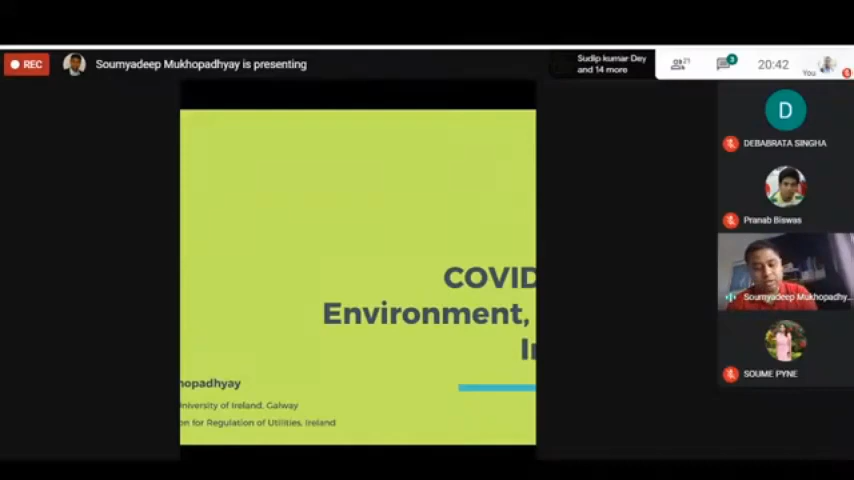 REC
Soumyadeep Mukhopadhyay is presenting
Sudip kumar Dey
and 14 more
21
3
20:42
You
D
DEBABRATA SINGHA
Pranab Biswas
Soumyadeep Mukhopadhy...
SOUME PYNE
COVID
Environment,
In
hopadhyay
niversity of Ireland, Galway
on for Regulation of Utilities, Ireland